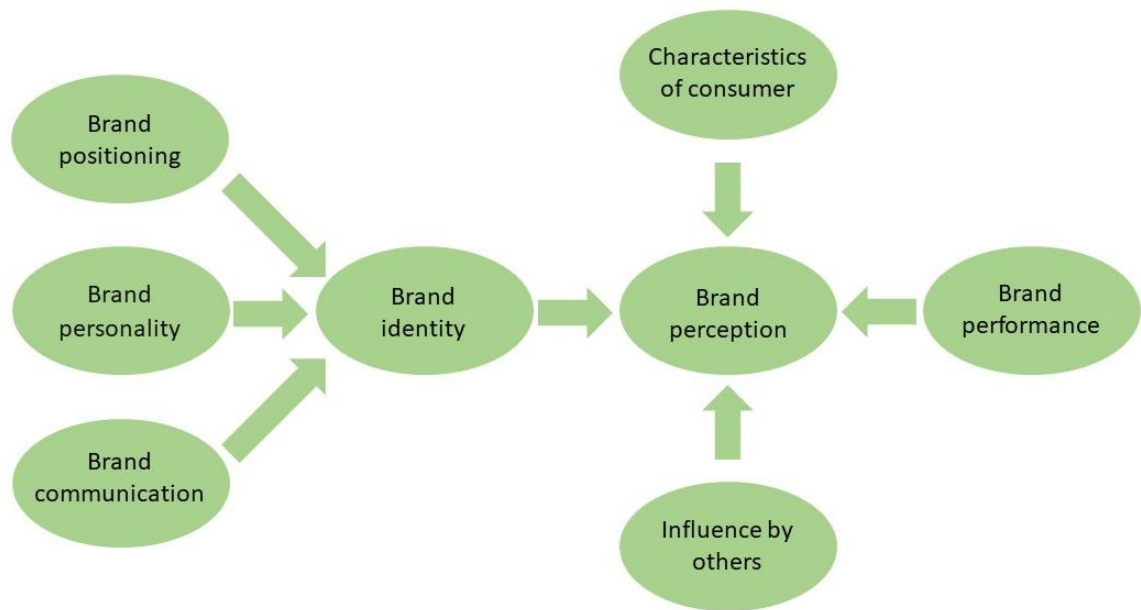 Characteristics
of consumer
Brand
positioning
Brand
personality
Brand
identity
Brand
perception
Brand
performance
Brand
communication
Influence by
others